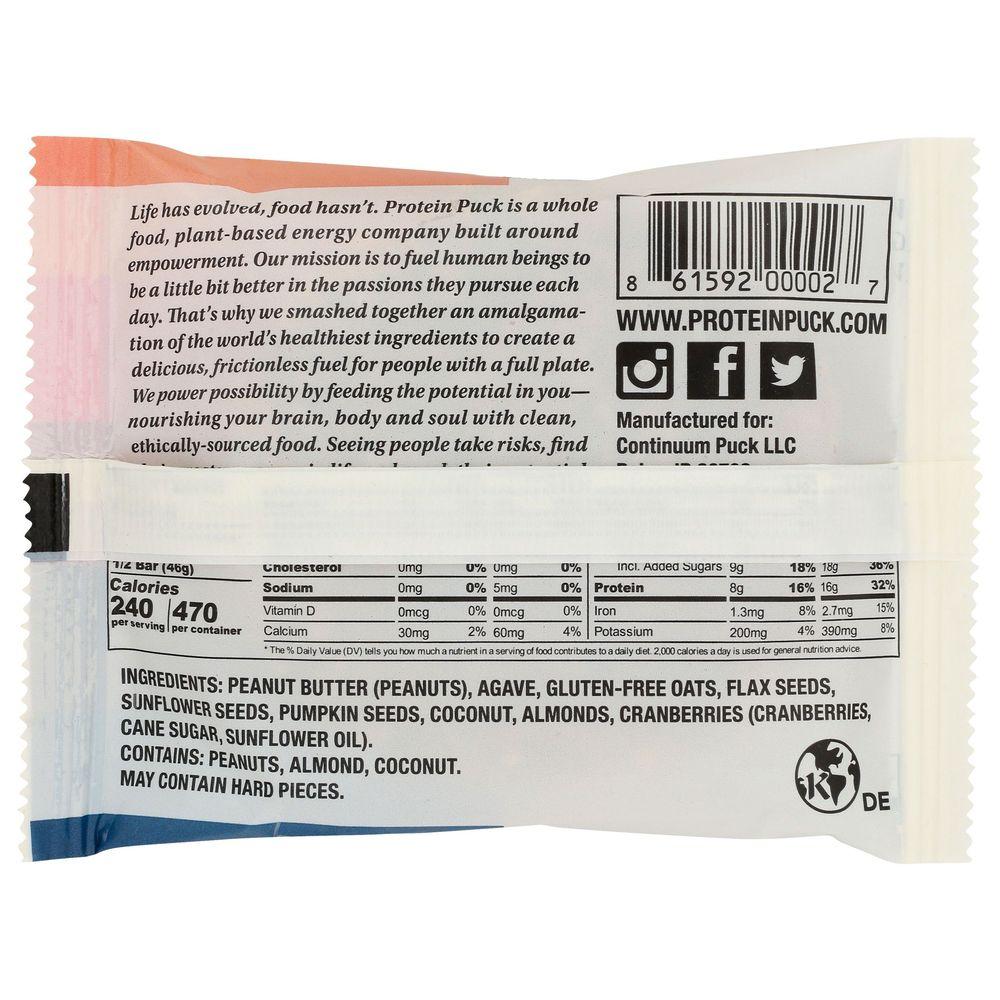 Life has evolved, food hasn't. Protein Puck is a whole
food, plant-based energy company built around
empowerment. Our mission is to fuel human beings to
be a little bit better in the passions they pursue each
day. That's why we smashed together an amalgama-
tion of the world's healthiest ingredients to create a
delicious, frictionless fuel for people with a full plate.
We power possibility by feeding the potential in you—
nourishing your brain, body and soul with clean,
ethically-sourced food. Seeing people take risks, find
8 61592 00002 7
WWW.PROTEINPUCK.COM
f
Manufactured for:
Continuum Puck LLC
1/2 Bar (46g)
Calories
240 470
per serving per container
Cholesterol 0mg 0% 0mg 0% Incl. Added Sugars 9g 18% 18g 36%
Sodium 0mg 0% 5mg 0% Protein 8g 16% 16g 32%
Vitamin D 0mcg 0% 0mcg 0% Iron 1.3mg 8% 2.7mg 15%
Calcium 30mg 2% 60mg 4% Potassium 200mg 4% 390mg 8%
* The % Daily Value (DV) tells you how much a nutrient in a serving of food contributes to a daily diet. 2,000 calories a day is used for general nutrition advice.
INGREDIENTS: PEANUT BUTTER (PEANUTS), AGAVE, GLUTEN-FREE OATS, FLAX SEEDS,
SUNFLOWER SEEDS, PUMPKIN SEEDS, COCONUT, ALMONDS, CRANBERRIES (CRANBERRIES,
CANE SUGAR, SUNFLOWER OIL).
CONTAINS: PEANUTS, ALMOND, COCONUT.
MAY CONTAIN HARD PIECES.
K DE